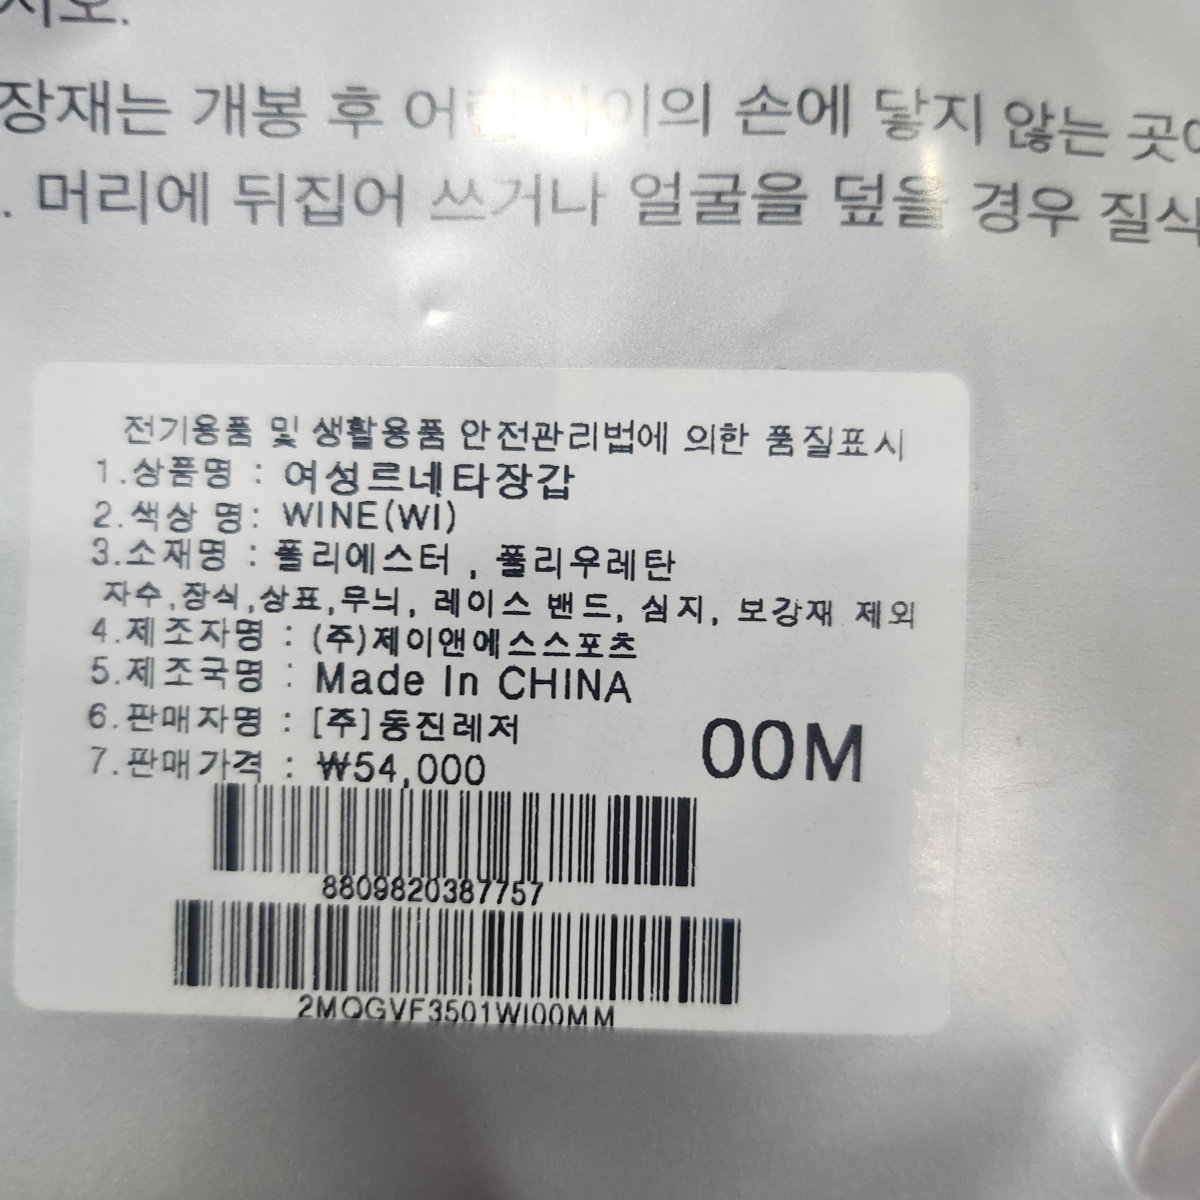 시오.
장재는 개봉 후 어린아이의 손에 닿지 않는 곳에
. 머리에 뒤집어 쓰거나 얼굴을 덮을 경우 질식
전기용품 및 생활용품 안전관리법에 의한 품질표시
1.상품명 : 여성르네타장갑
2.색상 명: WINE(WI)
3.소재명 : 폴리에스터 , 폴리우레탄
자수,장식,상표,무늬, 레이스 밴드, 심지, 보강재 제외
4.제조자명 : (주)제이앤에스스포츠
5.제조국명 : Made In CHINA
6.판매자명 : [주]동진레저
7.판매가격 : ₩54,000
00M
8809820387757
2MQGVF3501WI00MM